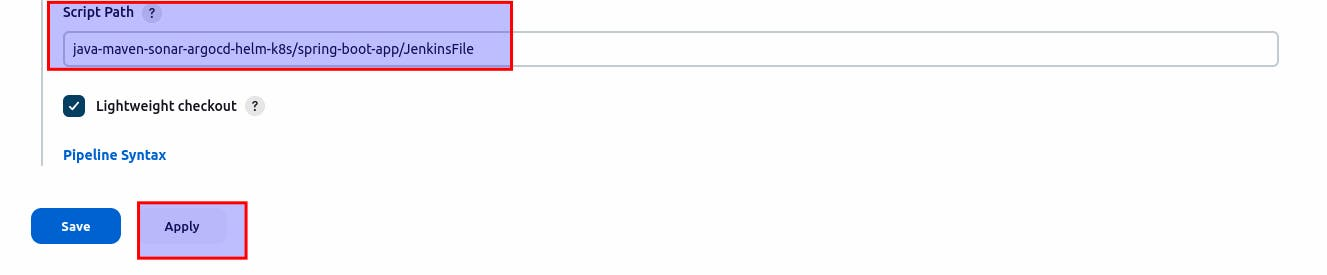 Script Path ?
java-maven-sonar-argocd-helm-k8s/spring-boot-app/JenkinsFile
Lightweight checkout ?
Pipeline Syntax
Save Apply